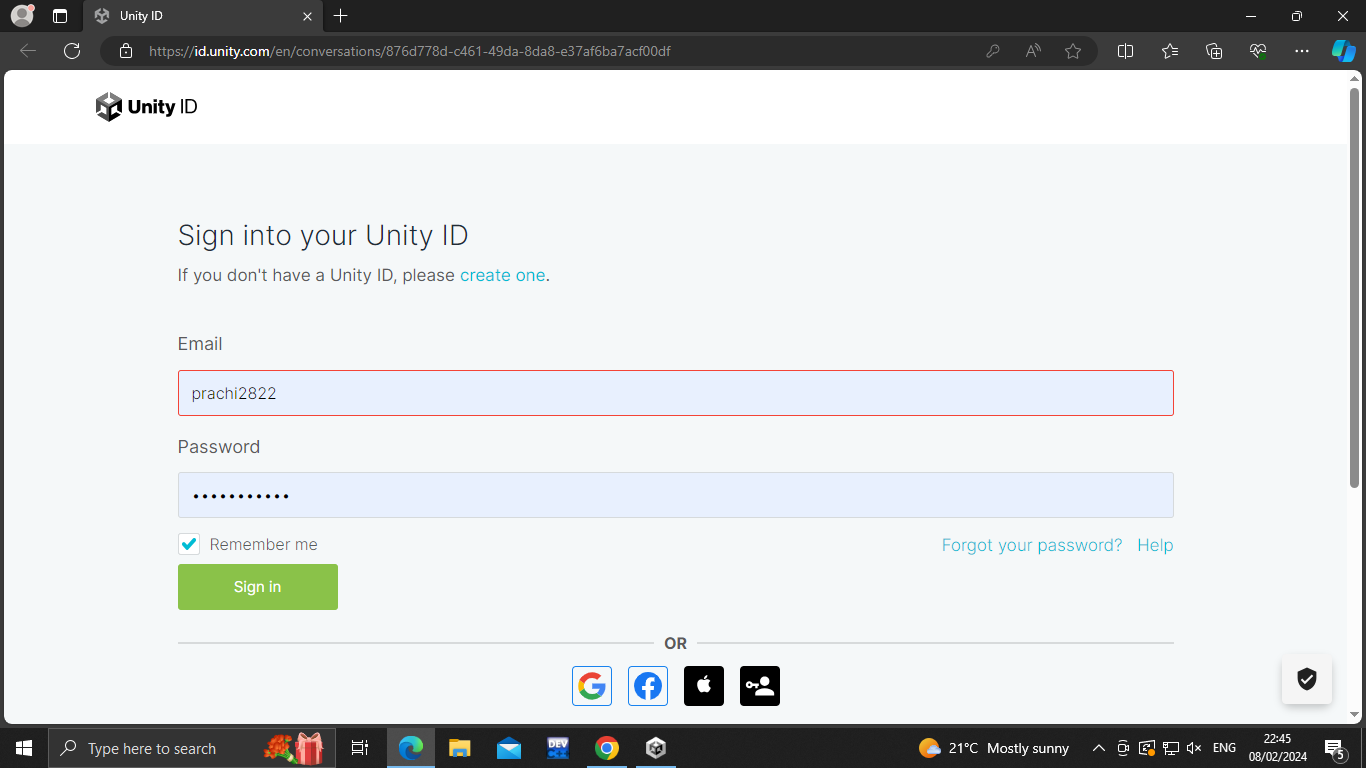 Unity ID
https://id.unity.com/en/conversations/876d778d-c461-49da-8da8-e37af6ba7acf00df
Unity ID
Sign into your Unity ID
If you don't have a Unity ID, please create one.
Email
prachi2822
Password
•••••••••••
Remember me
Forgot your password? Help
Sign in
OR
Type here to search
DEV
21°C Mostly sunny
ENG
22:45
08/02/2024
5